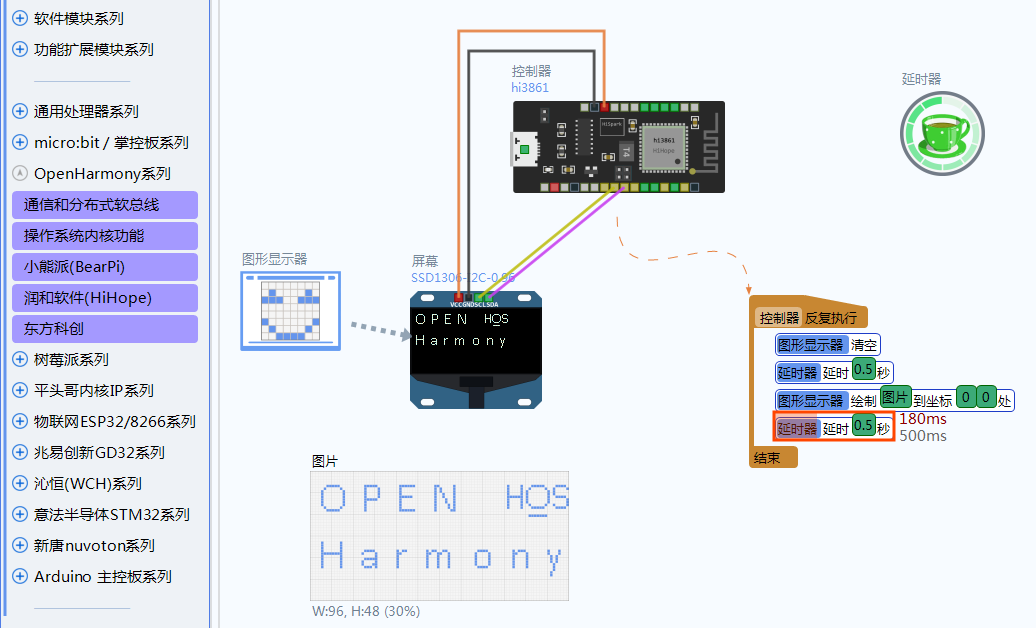 软件模块系列
功能扩展模块系列
通用处理器系列
micro:bit / 掌控板系列
OpenHarmony系列
通信和分布式软总线
操作系统内核功能
小熊派(BearPi)
润和软件(HiHope)
东方科创
树莓派系列
平头哥内核IP系列
物联网ESP32/8266系列
兆易创新GD32系列
沁恒(WCH)系列
意法半导体STM32系列
新唐nuvoton系列
Arduino 主控板系列
控制器
hi3861
HiSpark
h13861
HiHope
T4
延时器
图形显示器
屏幕
SSD1306-I2C-0.96
VCCGNDSCLSDA
OPEN HOS
Harmony
控制器 反复执行
图形显示器 清空
延时器 延时 0.5 秒
图形显示器 绘制 图片 到坐标 0 0 处
延时器 延时 0.5 秒
180ms
500ms
结束
图片
OPEN HOS
Harmony
W:96, H:48 (30%)